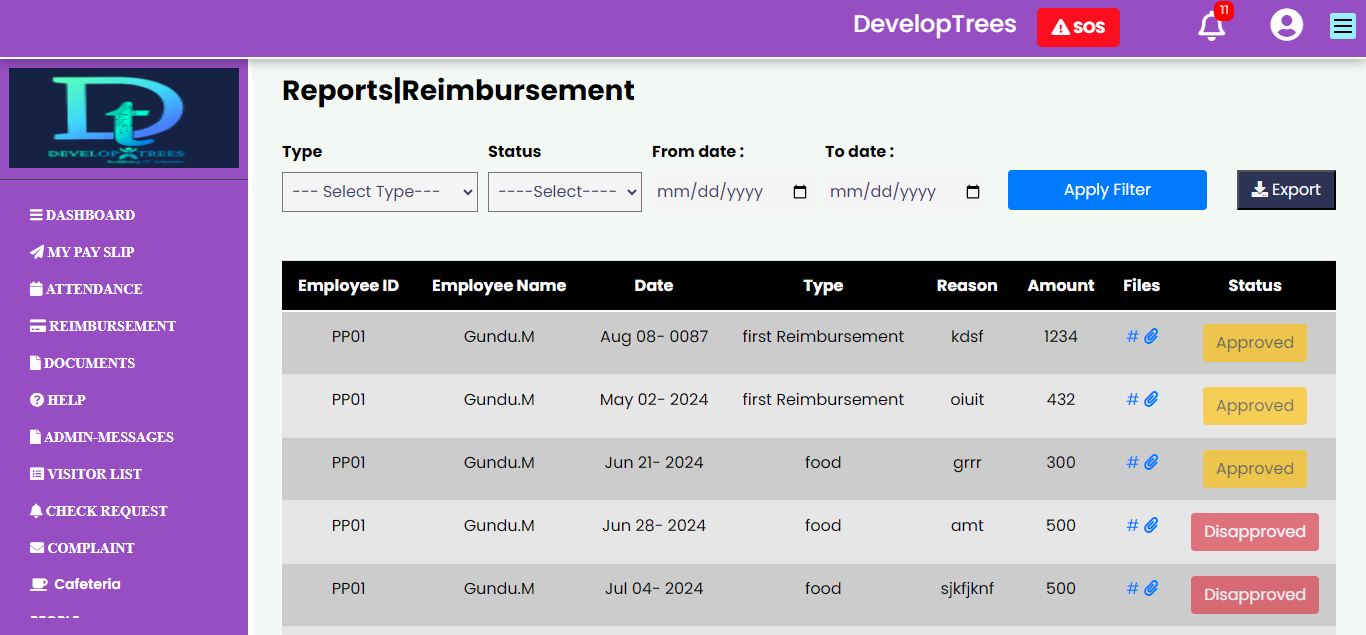 DevelopTrees
SOS
11
DEVELOP TREES
DASHBOARD
MY PAY SLIP
ATTENDANCE
REIMBURSEMENT
DOCUMENTS
HELP
ADMIN-MESSAGES
VISITOR LIST
CHECK REQUEST
COMPLAINT
Cafeteria
Reports|Reimbursement
Type Status From date : To date :
--- Select Type--- ----Select---- mm/dd/yyyy mm/dd/yyyy Apply Filter Export
Employee ID Employee Name Date Type Reason Amount Files Status
PP01 Gundu.M Aug 08- 0087 first Reimbursement kdsf 1234 # Approved
PP01 Gundu.M May 02- 2024 first Reimbursement oiuit 432 # Approved
PP01 Gundu.M Jun 21- 2024 food grrr 300 # Approved
PP01 Gundu.M Jun 28- 2024 food amt 500 # Disapproved
PP01 Gundu.M Jul 04- 2024 food sjkfjknf 500 # Disapproved